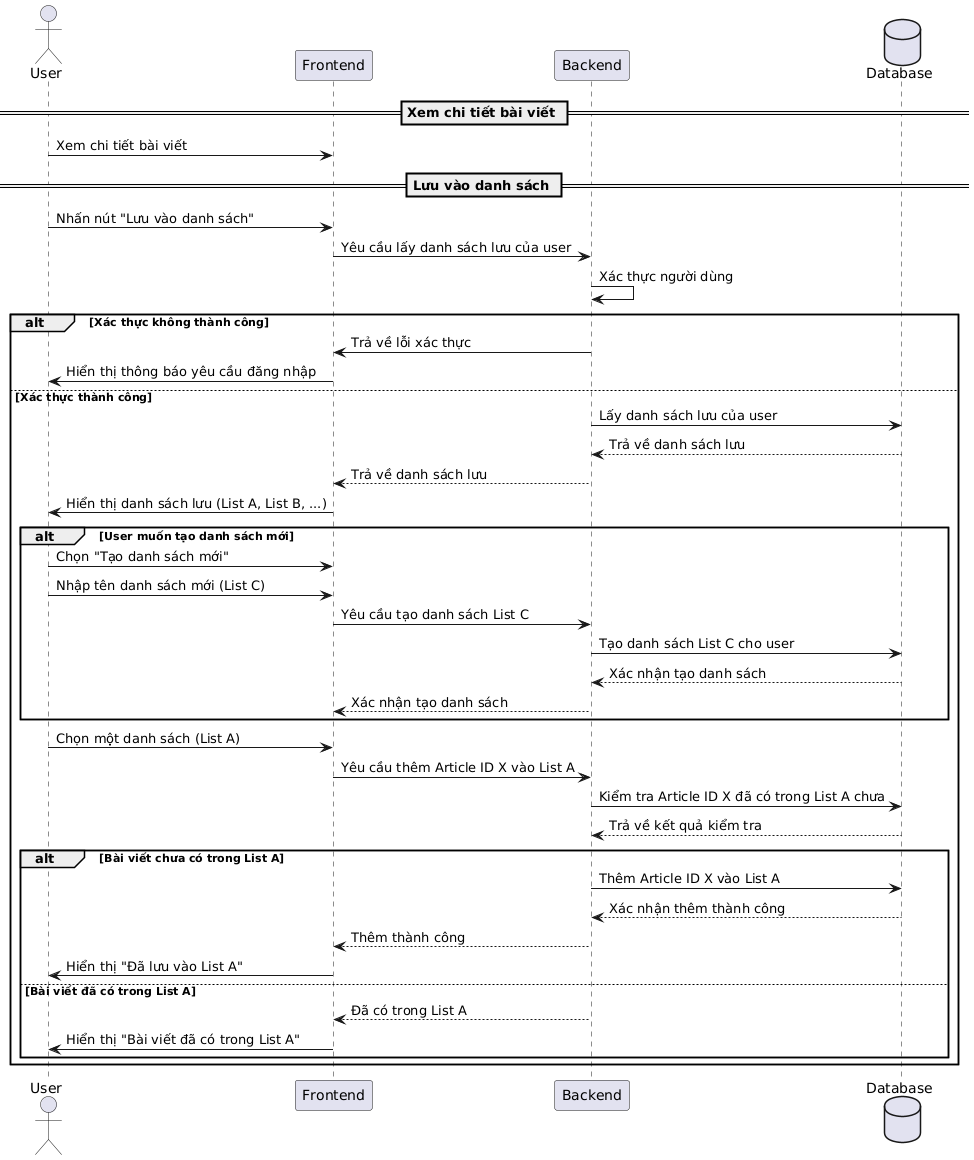 User
Frontend
Backend
Database
Xem chi tiết bài viết
Xem chi tiết bài viết
Lưu vào danh sách
Nhấn nút "Lưu vào danh sách"
Yêu cầu lấy danh sách lưu của user
Xác thực người dùng
alt [Xác thực không thành công]
Trả về lỗi xác thực
Hiển thị thông báo yêu cầu đăng nhập
[Xác thực thành công]
Lấy danh sách lưu của user
Trả về danh sách lưu
Trả về danh sách lưu
Hiển thị danh sách lưu (List A, List B, ...)
alt [User muốn tạo danh sách mới]
Chọn "Tạo danh sách mới"
Nhập tên danh sách mới (List C)
Yêu cầu tạo danh sách List C
Tạo danh sách List C cho user
Xác nhận tạo danh sách
Xác nhận tạo danh sách
Chọn một danh sách (List A)
Yêu cầu thêm Article ID X vào List A
Kiểm tra Article ID X đã có trong List A chưa
Trả về kết quả kiểm tra
alt [Bài viết chưa có trong List A]
Thêm Article ID X vào List A
Xác nhận thêm thành công
Thêm thành công
Hiển thị "Đã lưu vào List A"
[Bài viết đã có trong List A]
Đã có trong List A
Hiển thị "Bài viết đã có trong List A"
User
Frontend
Backend
Database